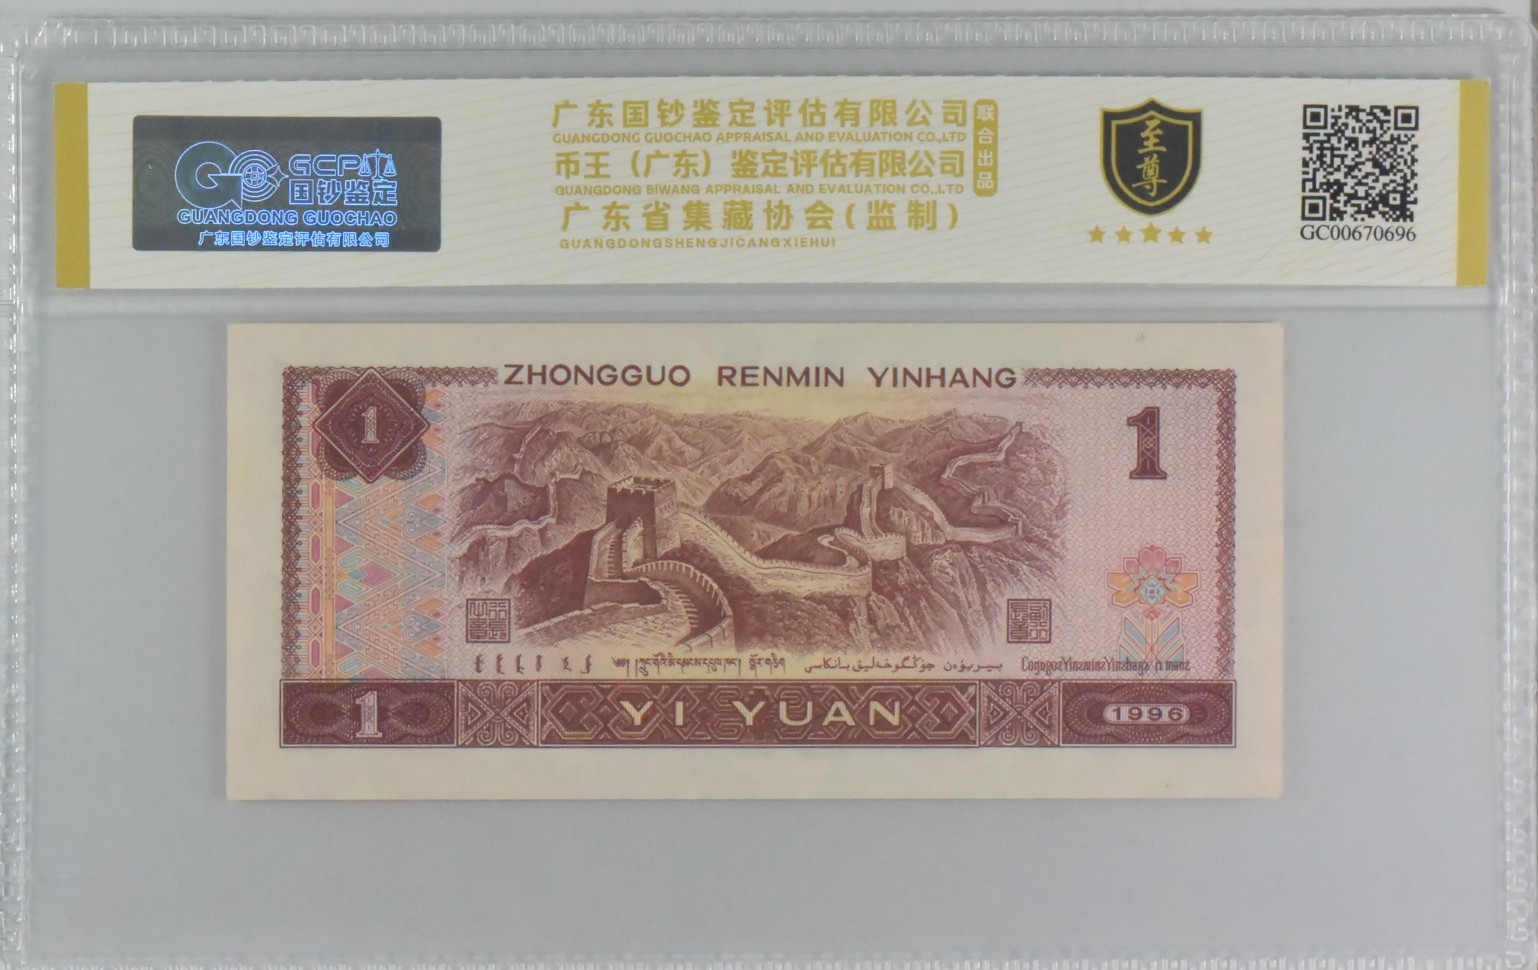 GCP
国钞鉴定
GUANGDONG GUOCHAO
广东国钞鉴定评估有限公司
广东国钞鉴定评估有限公司
GUANGDONG GUOCHAO APPRAISAL AND EVALUATION CO.,LTD
币王（广东）鉴定评估有限公司
GUANGDONG BIWANG APPRAISAL AND EVALUATION CO.,LTD
广东省集藏协会(监制)
GUANGDONGSHENGJICANGXIEHUI
联合出品
至尊
GC00670696
ZHONGGUO RENMIN YINHANG
1
1
1
YI YUAN
1996